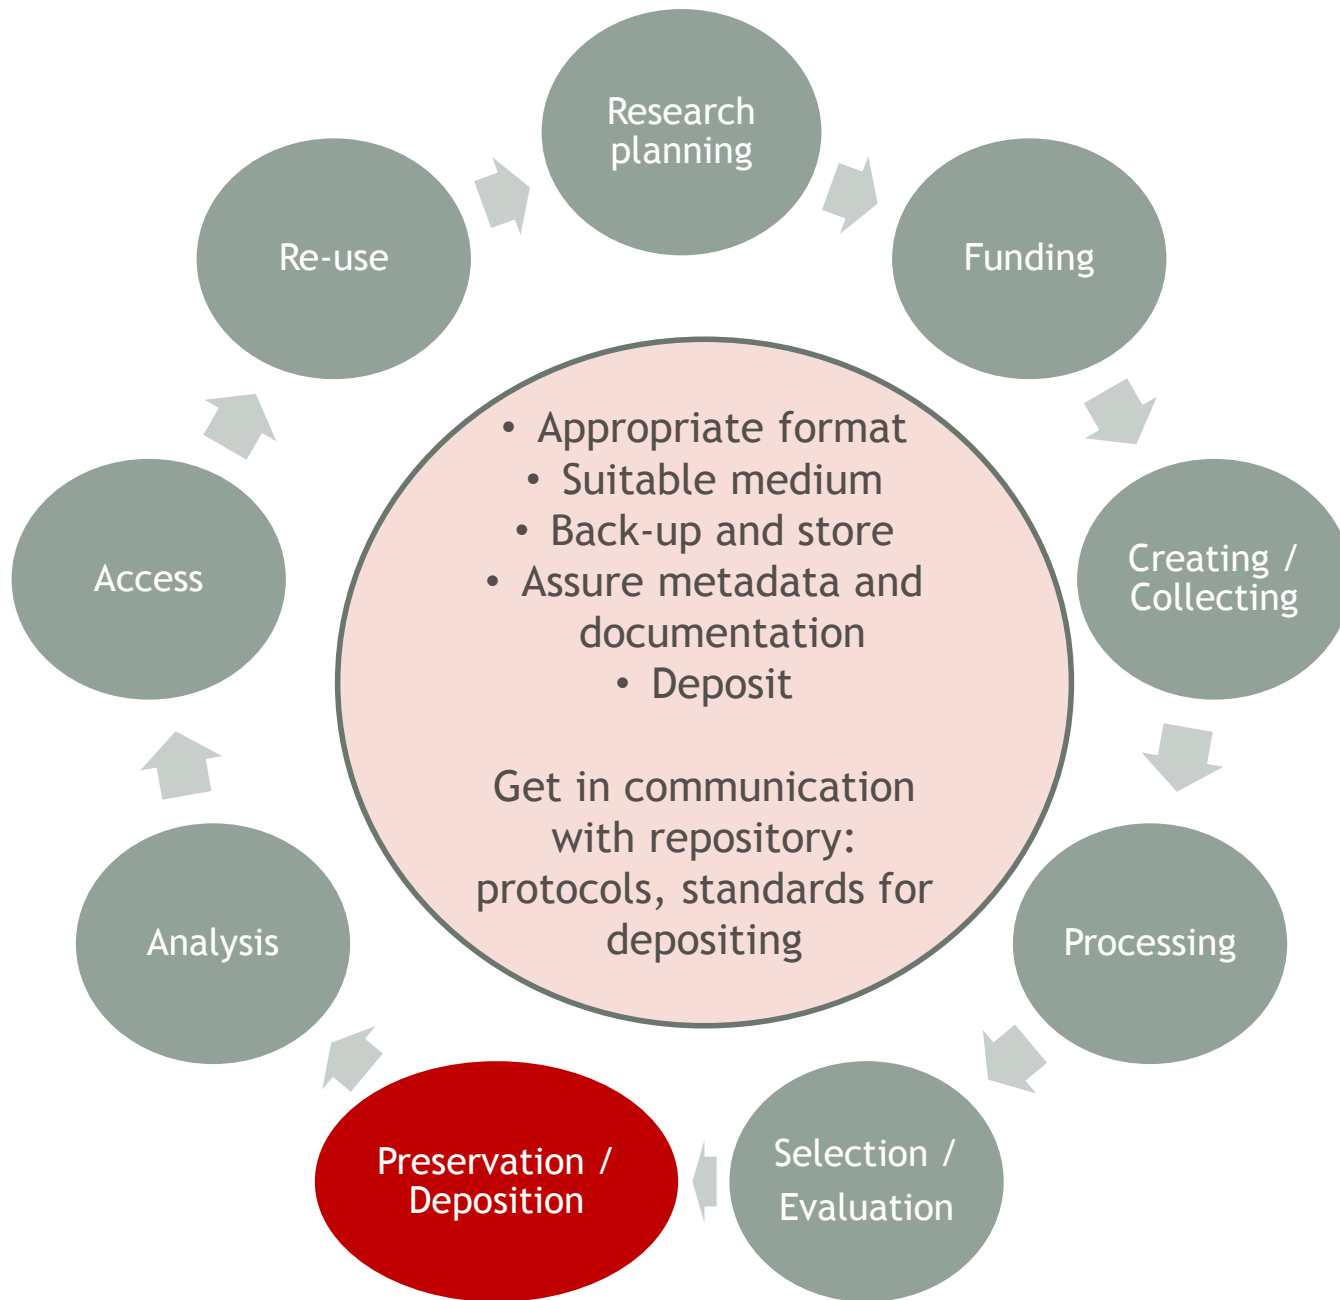 Research
planning
Funding
Creating /
Collecting
Processing
Selection /
Evaluation
Preservation /
Deposition
Analysis
Access
Re-use
• Appropriate format
• Suitable medium
• Back-up and store
• Assure metadata and
documentation
• Deposit
Get in communication
with repository:
protocols, standards for
depositing